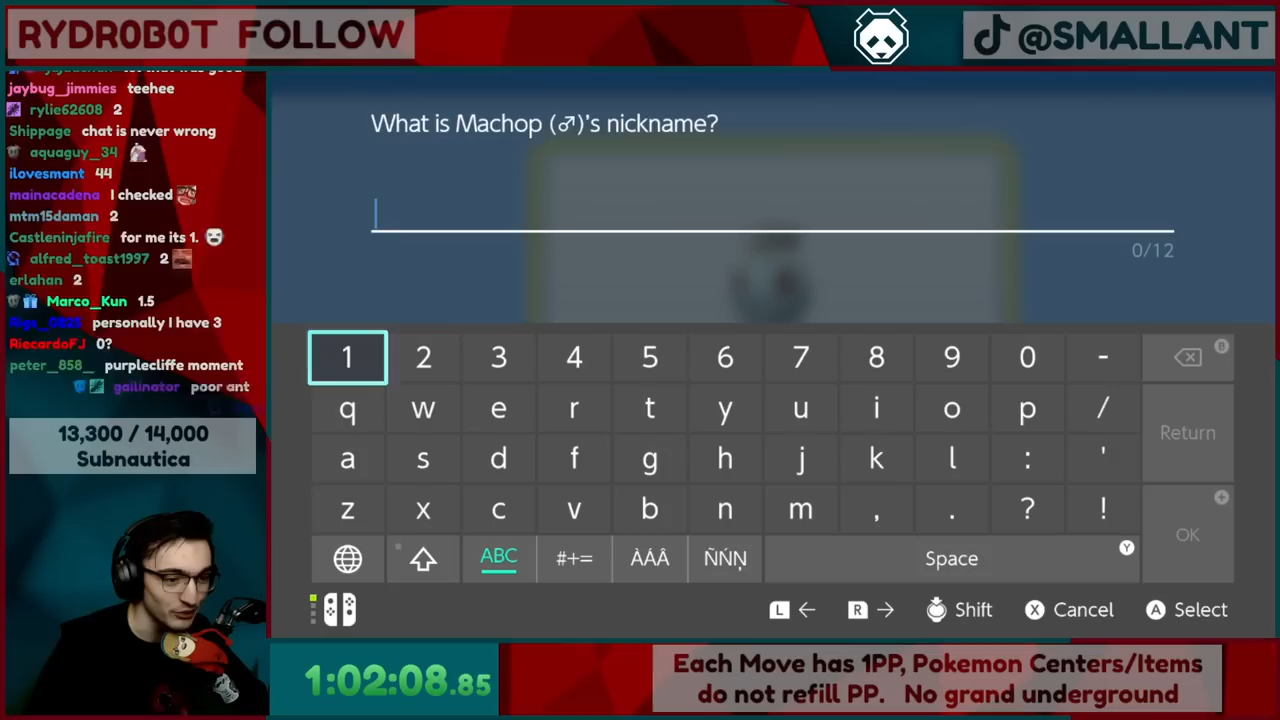 RYDR0B0T FOLLOW
@SMALLANT
jaybug_jimmies teehee
rylie62608 2
Shippage chat is never wrong
aquaguy_34
ilovesmant 44
mainacadena I checked
mtm15daman 2
Castleninjafire for me its 1.
alfred_toast1997 2
erlahan 2
Marco_Kun 1.5
personally I have 3
RiecardoFJ 0?
peter_858_ purplecliffe moment
gailinator poor ant
13,300 / 14,000
Subnautica
What is Machop (♂)'s nickname?
0/12
1 2 3 4 5 6 7 8 9 0 - B
q w e r t y u i o p /
Return
a s d f g h j k l : '
z x c v b n m , . ? ! +
OK
ABC #+= ÀÁÂ ÑŃṆ Space Y
L ← R → Shift X Cancel A Select
1:02:08.85
Each Move has 1PP, Pokemon Centers/Items
do not refill PP. No grand underground